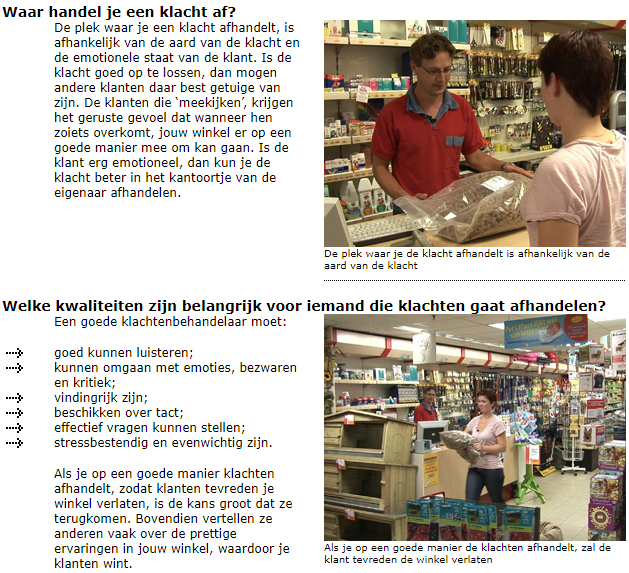 Waar handel je een klacht af?
De plek waar je een klacht afhandelt, is
afhankelijk van de aard van de klacht en
de emotionele staat van de klant. Is de
klacht goed op te lossen, dan mogen
andere klanten daar best getuige van
zijn. De klanten die 'meekijken', krijgen
het geruste gevoel dat wanneer hen
zoiets overkomt, jouw winkel er op een
goede manier mee om kan gaan. Is de
klant erg emotioneel, dan kun je de
klacht beter in het kantoortje van de
eigenaar afhandelen.
De plek waar je de klacht afhandelt is afhankelijk van de
aard van de klacht
Welke kwaliteiten zijn belangrijk voor iemand die klachten gaat afhandelen?
Een goede klachtenbehandelaar moet:
goed kunnen luisteren;
kunnen omgaan met emoties, bezwaren
en kritiek;
vindingrijk zijn;
beschikken over tact;
effectief vragen kunnen stellen;
stressbestendig en evenwichtig zijn.
Als je op een goede manier klachten
afhandelt, zodat klanten tevreden je
winkel verlaten, is de kans groot dat ze
terugkomen. Bovendien vertellen ze
anderen vaak over de prettige
ervaringen in jouw winkel, waardoor je
klanten wint.
Als je op een goede manier de klachten afhandelt, zal de
klant tevreden de winkel verlaten